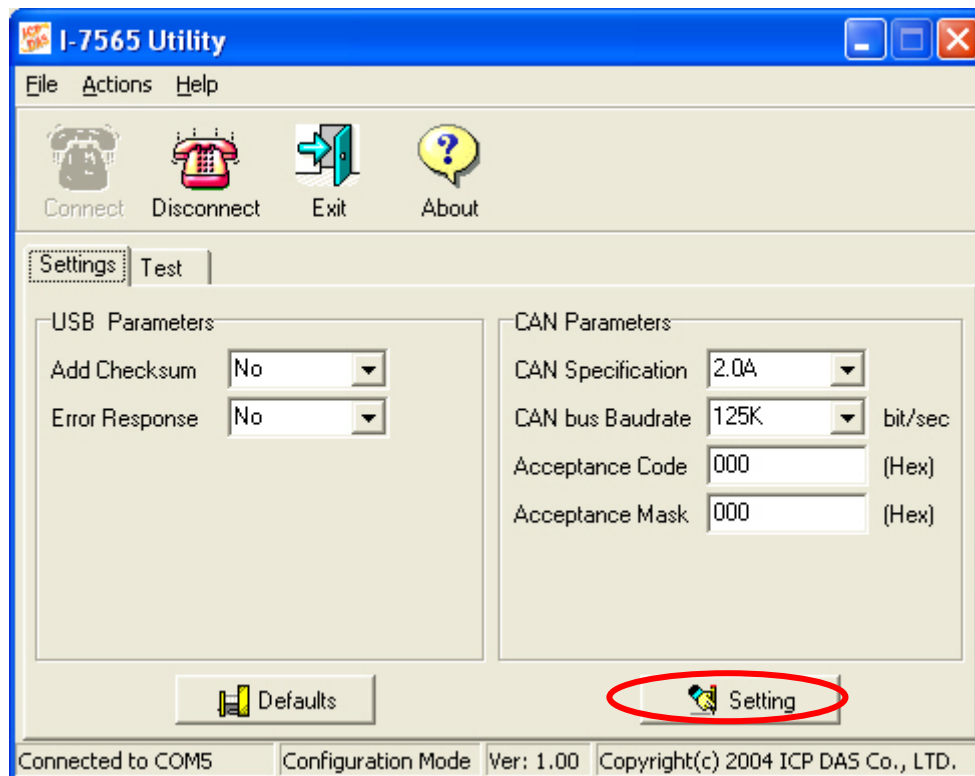 ICP DAS I-7565 Utility
File Actions Help
Connect Disconnect Exit About
Settings Test
USB Parameters
Add Checksum No
Error Response No
CAN Parameters
CAN Specification 2.0A
CAN bus Baudrate 125K bit/sec
Acceptance Code 000 (Hex)
Acceptance Mask 000 (Hex)
Defaults Setting
Connected to COM5 Configuration Mode Ver: 1.00 Copyright(c) 2004 ICP DAS Co., LTD.